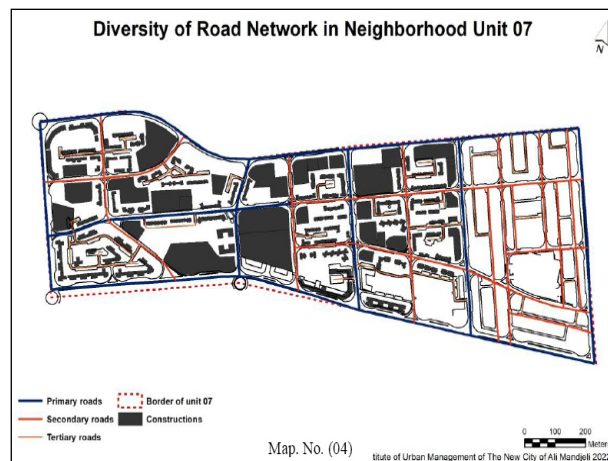 Diversity of Road Network in Neighborhood Unit 07
N
Primary roads
Border of unit 07
Secondary roads
Constructions
Tertiary roads
Map. No. (04)
0 100 200
Meter
titute of Urban Management of The New City of Ali Mandjeli 2022